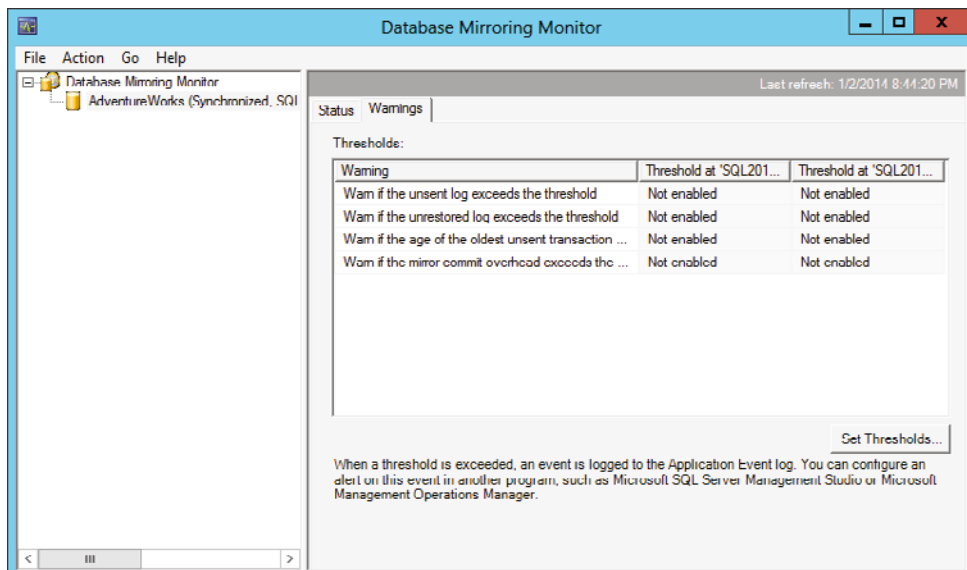 Database Mirroring Monitor
File Action Go Help
Database Mirroring Monitor
AdventureWorks (Synchronized, SQL
Last refresh: 1/2/2014 8:44:20 PM
Status Warnings
Thresholds:
Warning Threshold at 'SQL201... Threshold at 'SQL201...
Warn if the unsent log exceeds the threshold Not enabled Not enabled
Warn if the unrestored log exceeds the threshold Not enabled Not enabled
Warn if the age of the oldest unsent transaction ... Not enabled Not enabled
Warn if the mirror commit overhead exceeds the ... Not enabled Not enabled
Set Thresholds...
When a threshold is exceeded, an event is logged to the Application Event log. You can configure an
alert on this event in another program, such as Microsoft SQL Server Management Studio or Microsoft
Management Operations Manager.